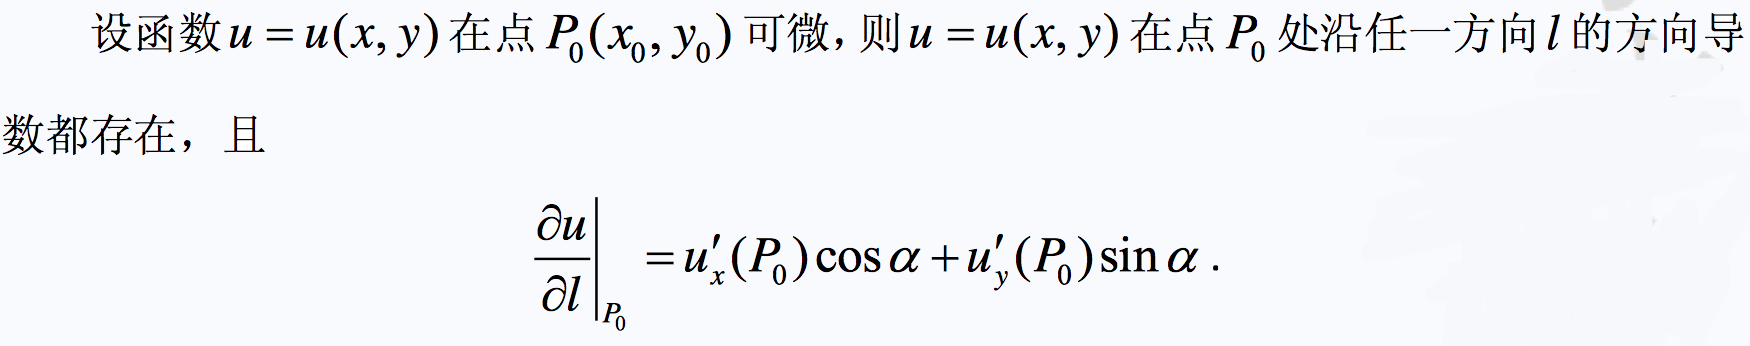 设函数 u = u(x, y) 在点 P₀(x₀, y₀) 可微，则 u = u(x, y) 在点 P₀ 处沿任一方向 l 的方向导
数都存在，且
∂u/∂l|_{P₀} = u′ₓ(P₀)cos α + u′_y(P₀)sin α .